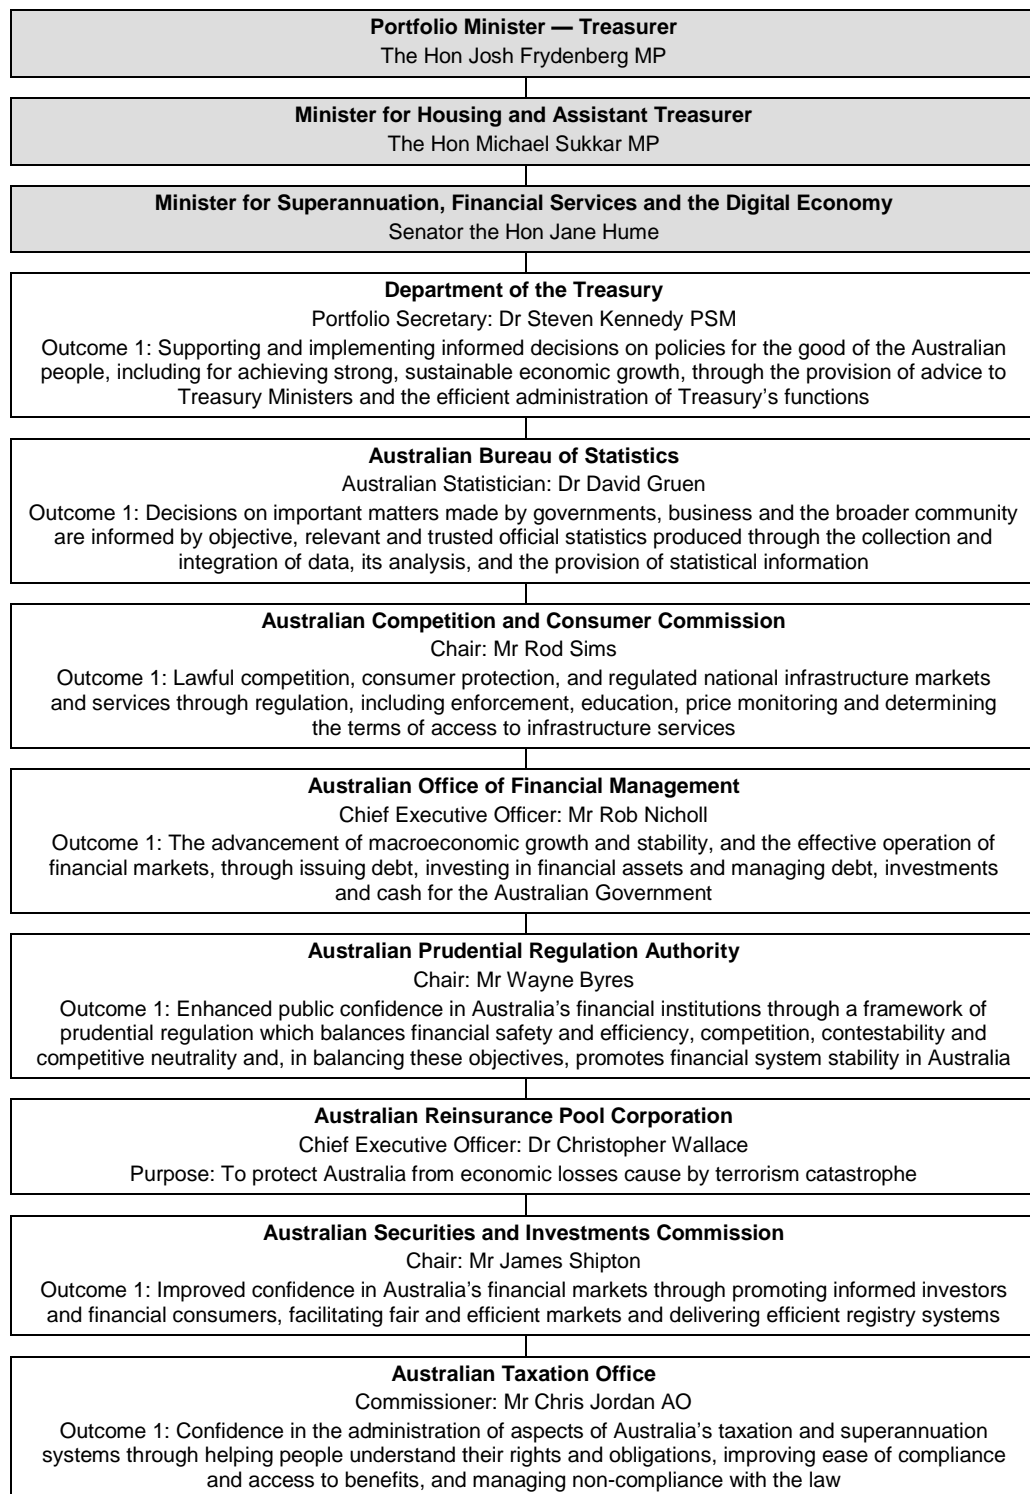 Portfolio Minister — Treasurer
The Hon Josh Frydenberg MP
Minister for Housing and Assistant Treasurer
The Hon Michael Sukkar MP
Minister for Superannuation, Financial Services and the Digital Economy
Senator the Hon Jane Hume
Department of the Treasury
Portfolio Secretary: Dr Steven Kennedy PSM
Outcome 1: Supporting and implementing informed decisions on policies for the good of the Australian
people, including for achieving strong, sustainable economic growth, through the provision of advice to
Treasury Ministers and the efficient administration of Treasury’s functions
Australian Bureau of Statistics
Australian Statistician: Dr David Gruen
Outcome 1: Decisions on important matters made by governments, business and the broader community
are informed by objective, relevant and trusted official statistics produced through the collection and
integration of data, its analysis, and the provision of statistical information
Australian Competition and Consumer Commission
Chair: Mr Rod Sims
Outcome 1: Lawful competition, consumer protection, and regulated national infrastructure markets
and services through regulation, including enforcement, education, price monitoring and determining
the terms of access to infrastructure services
Australian Office of Financial Management
Chief Executive Officer: Mr Rob Nicholl
Outcome 1: The advancement of macroeconomic growth and stability, and the effective operation of
financial markets, through issuing debt, investing in financial assets and managing debt, investments
and cash for the Australian Government
Australian Prudential Regulation Authority
Chair: Mr Wayne Byres
Outcome 1: Enhanced public confidence in Australia’s financial institutions through a framework of
prudential regulation which balances financial safety and efficiency, competition, contestability and
competitive neutrality and, in balancing these objectives, promotes financial system stability in Australia
Australian Reinsurance Pool Corporation
Chief Executive Officer: Dr Christopher Wallace
Purpose: To protect Australia from economic losses cause by terrorism catastrophe
Australian Securities and Investments Commission
Chair: Mr James Shipton
Outcome 1: Improved confidence in Australia’s financial markets through promoting informed investors
and financial consumers, facilitating fair and efficient markets and delivering efficient registry systems
Australian Taxation Office
Commissioner: Mr Chris Jordan AO
Outcome 1: Confidence in the administration of aspects of Australia’s taxation and superannuation
systems through helping people understand their rights and obligations, improving ease of compliance
and access to benefits, and managing non-compliance with the law